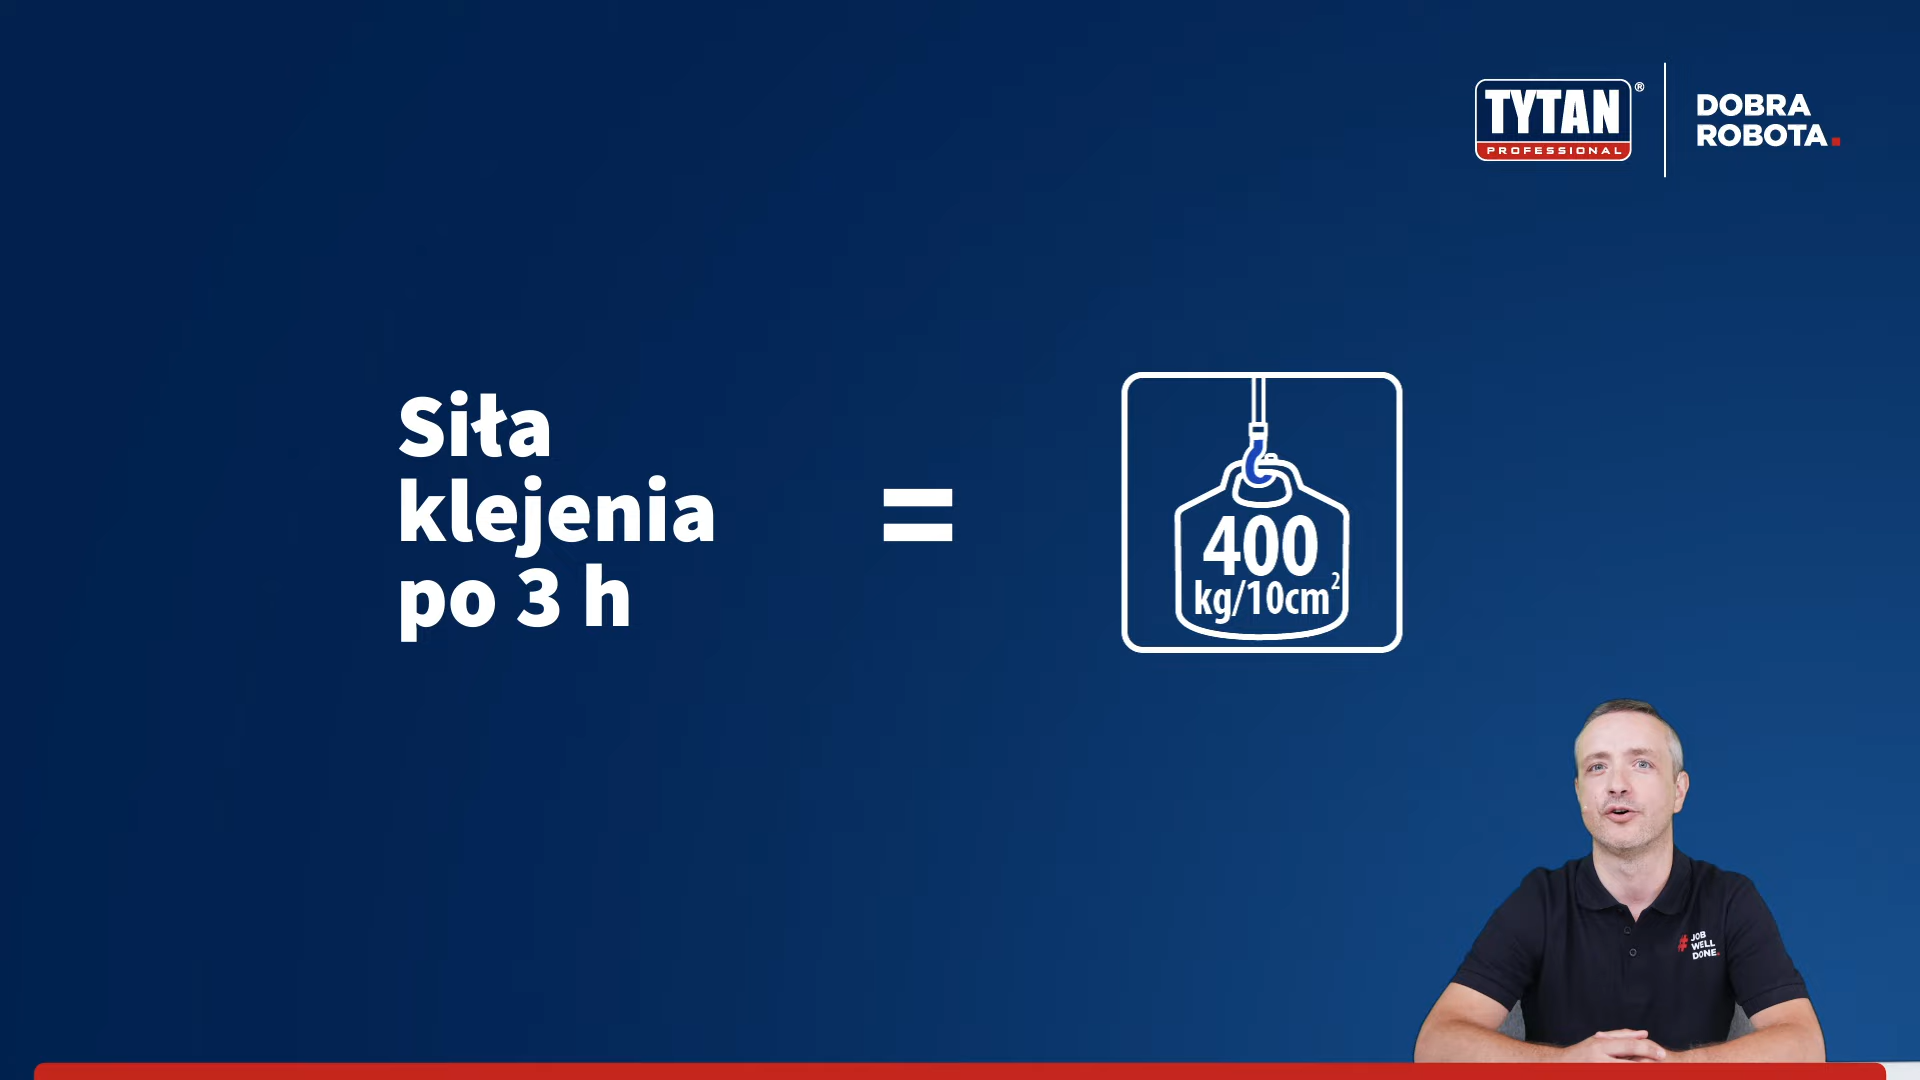 TYTAN®
PROFESSIONAL
DOBRA
ROBOTA.
Siła
klejenia
po 3 h
=
400
kg/10cm²
#JOB
WELL
DONE.